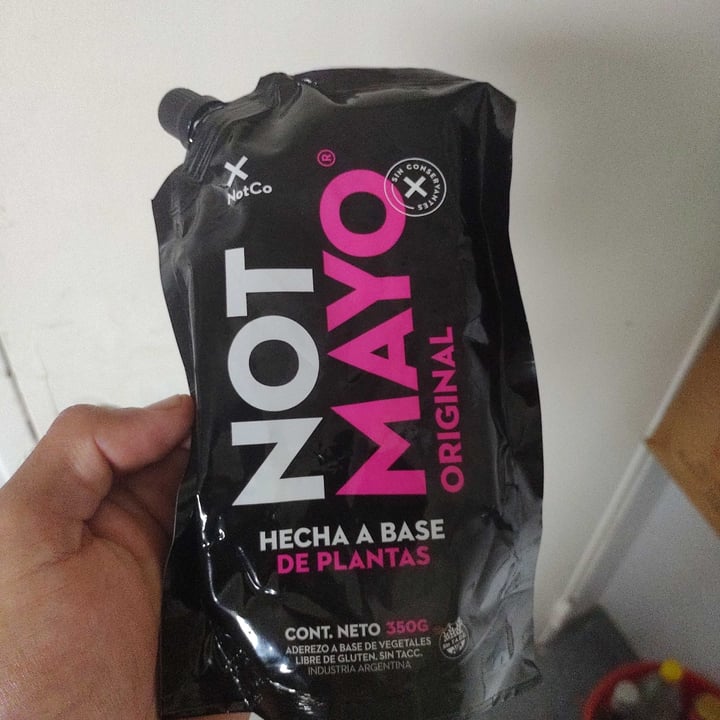 NotCo
SIN CONSERVANTES
NOT
MAYO®
ORIGINAL
HECHA A BASE
DE PLANTAS
CONT. NETO 350G
ADEREZO A BASE DE VEGETALES
LIBRE DE GLUTEN. SIN TACC.
INDUSTRIA ARGENTINA